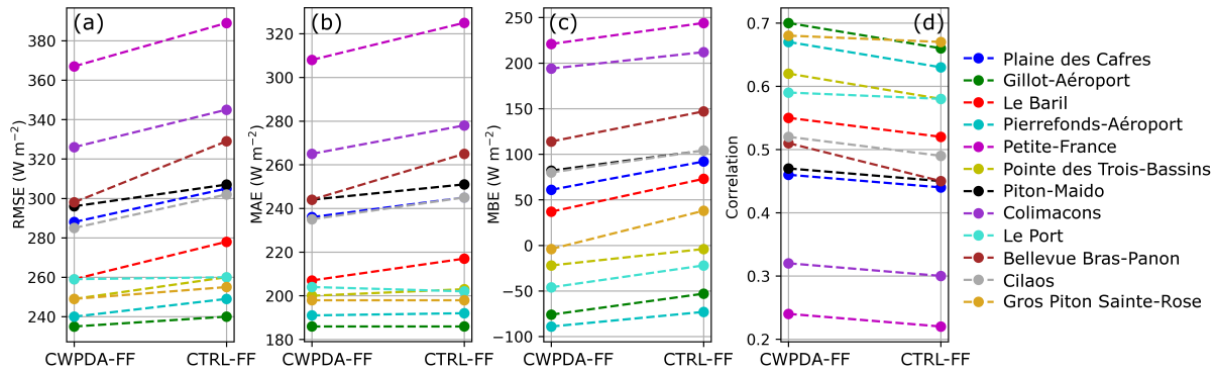 (a)
RMSE (W m−2)
380
360
340
320
300
280
260
240
CWPDA-FF CTRL-FF
(b)
MAE (W m−2)
320
300
280
260
240
220
200
180
CWPDA-FF CTRL-FF
(c)
MBE (W m−2)
250
200
150
100
50
0
−50
−100
CWPDA-FF CTRL-FF
(d)
Correlation
0.7
0.6
0.5
0.4
0.3
0.2
CWPDA-FF CTRL-FF
Plaine des Cafres
Gillot-Aéroport
Le Baril
Pierrefonds-Aéroport
Petite-France
Pointe des Trois-Bassins
Piton-Maido
Colimacons
Le Port
Bellevue Bras-Panon
Cilaos
Gros Piton Sainte-Rose